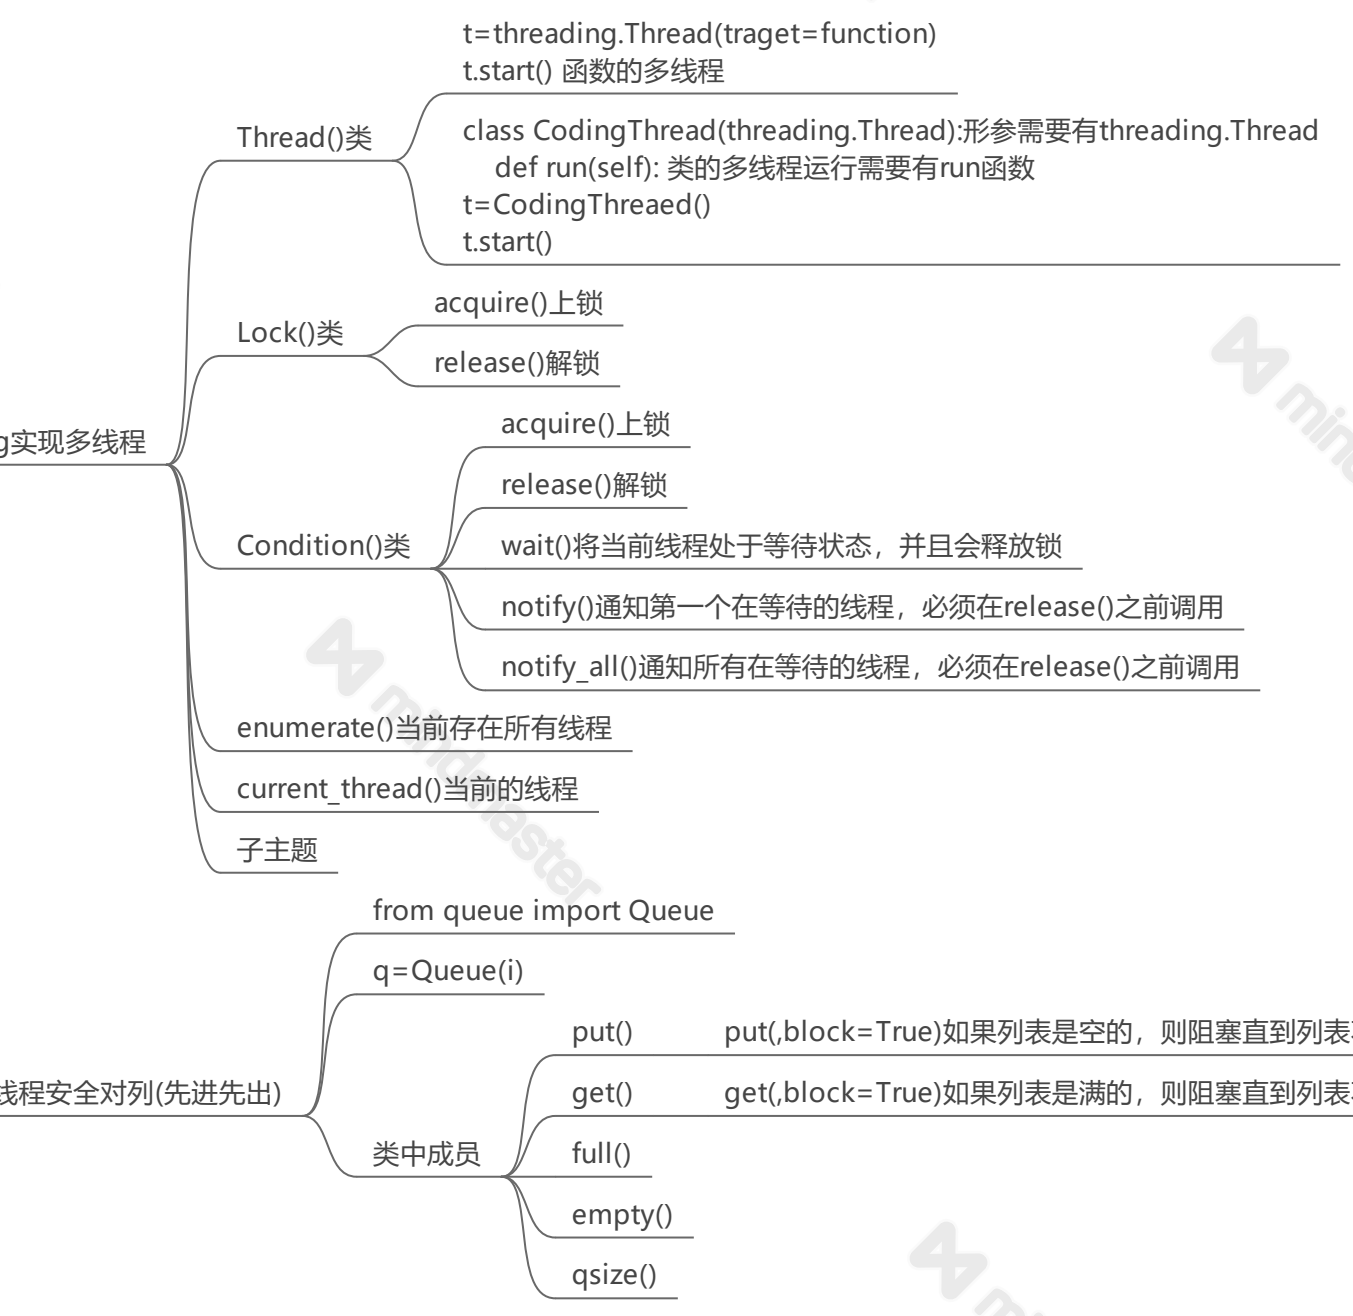 t=threading.Thread(traget=function)
t.start() 函数的多线程
Thread()类
class CodingThread(threading.Thread):形参需要有threading.Thread
def run(self): 类的多线程运行需要有run函数
t=CodingThreaed()
t.start()
acquire()上锁
Lock()类
release()解锁
acquire()上锁
g实现多线程
release()解锁
Condition()类
wait()将当前线程处于等待状态，并且会释放锁
notify()通知第一个在等待的线程，必须在release()之前调用
notify_all()通知所有在等待的线程，必须在release()之前调用
enumerate()当前存在所有线程
current_thread()当前的线程
子主题
mindmaster
from queue import Queue
q=Queue(i)
put() put(,block=True)如果列表是空的，则阻塞直到列表
线程安全对列(先进先出)
get() get(,block=True)如果列表是满的，则阻塞直到列表
类中成员
full()
empty()
qsize()